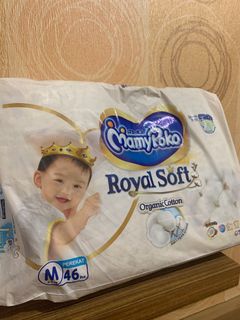 MamyPoko
Royal Soft
Organic Cotton
PEREKAT
M 46